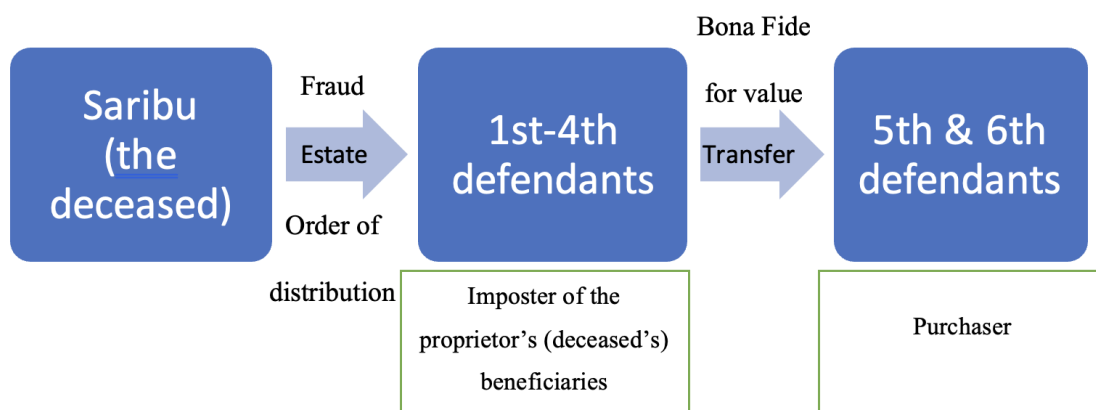 Saribu
(the
deceased)
Fraud
Estate
Order of
distribution
1st-4th
defendants
Imposter of the
proprietor’s (deceased’s)
beneficiaries
Bona Fide
for value
Transfer
5th & 6th
defendants
Purchaser